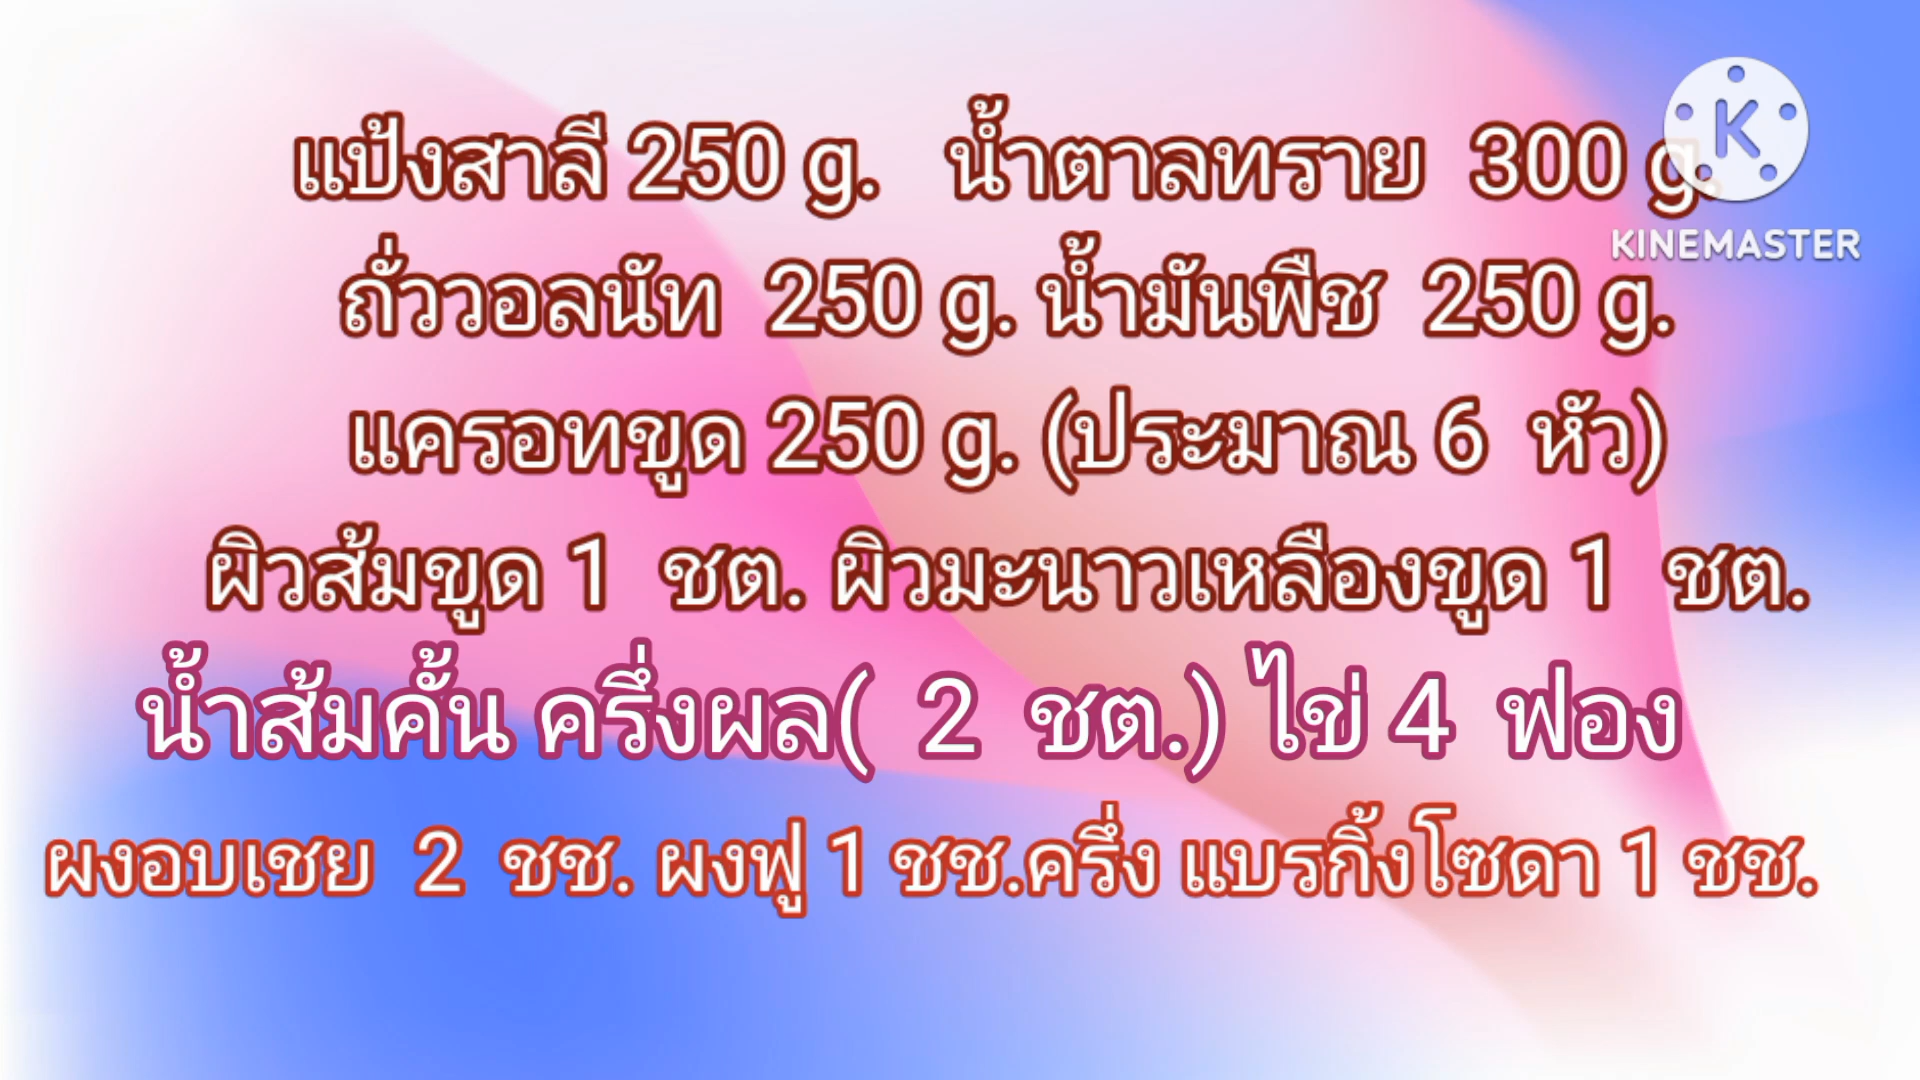 แป้งสาลี 250 g. น้ำตาลทราย 300 g.
ถั่ววอลนัท 250 g. น้ำมันพืช 250 g.
แครอทขูด 250 g. (ประมาณ 6 หัว)
ผิวส้มขูด 1 ชต. ผิวมะนาวเหลืองขูด 1 ชต.
น้ำส้มคั้น ครึ่งผล( 2 ชต.) ไข่ 4 ฟอง
ผงอบเชย 2 ชช. ผงฟู 1 ชช.ครึ่ง แบรกิ้งโซดา 1 ชช.
K
KINEMASTER